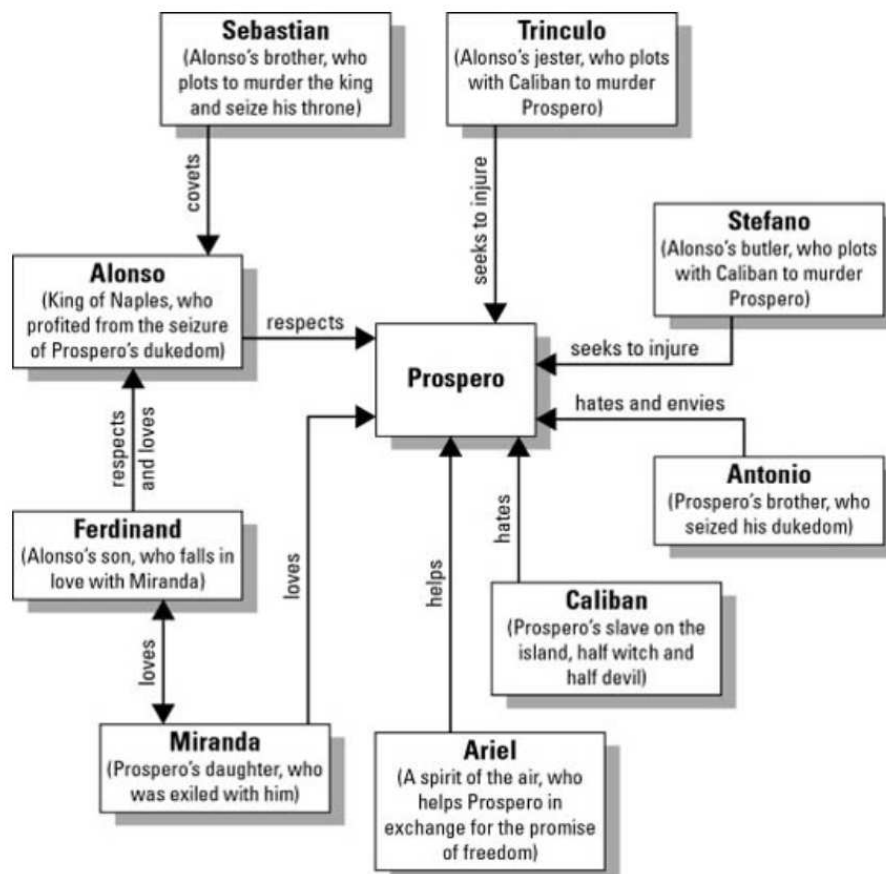 Sebastian
(Alonso's brother, who
plots to murder the king
and seize his throne)
Trinculo
(Alonso's jester, who plots
with Caliban to murder
Prospero)
covets
seeks to injure
Stefano
(Alonso's butler, who plots
with Caliban to murder
Prospero)
Alonso
(King of Naples, who
profited from the seizure
of Prospero's dukedom)
respects
Prospero
seeks to injure
hates and envies
respects
and loves
Antonio
(Prospero's brother, who
seized his dukedom)
Ferdinand
(Alonso's son, who falls in
love with Miranda)
loves
helps
hates
Caliban
(Prospero's slave on the
island, half witch and
half devil)
loves
Miranda
(Prospero's daughter, who
was exiled with him)
Ariel
(A spirit of the air, who
helps Prospero in
exchange for the promise
of freedom)